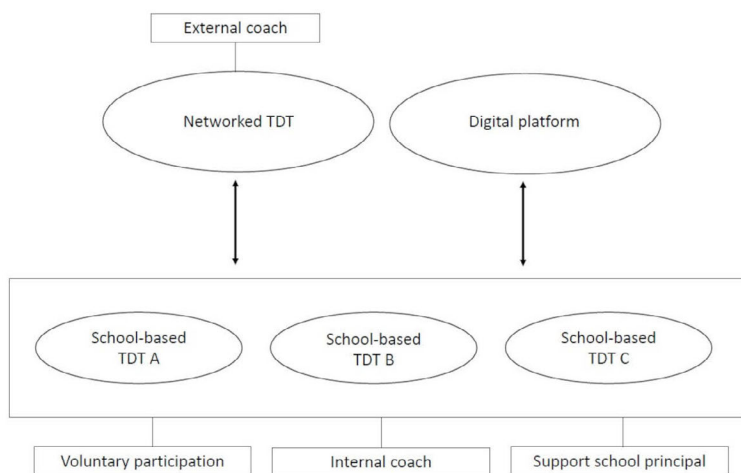 External coach
Networked TDT
Digital platform
School-based
TDT A
School-based
TDT B
School-based
TDT C
Voluntary participation
Internal coach
Support school principal